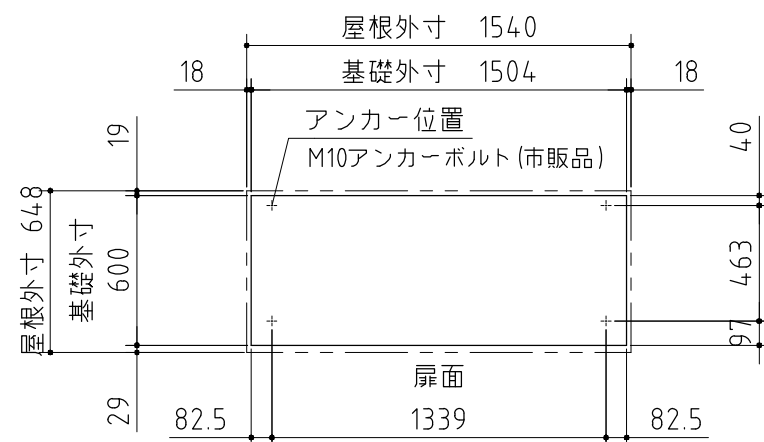 屋根外寸 1540
18
基礎外寸 1504
18
アンカー位置
M10アンカーボルト(市販品)
19
40
屋根外寸 648
基礎外寸
600
463
97
扉面
29
82.5
1339
82.5